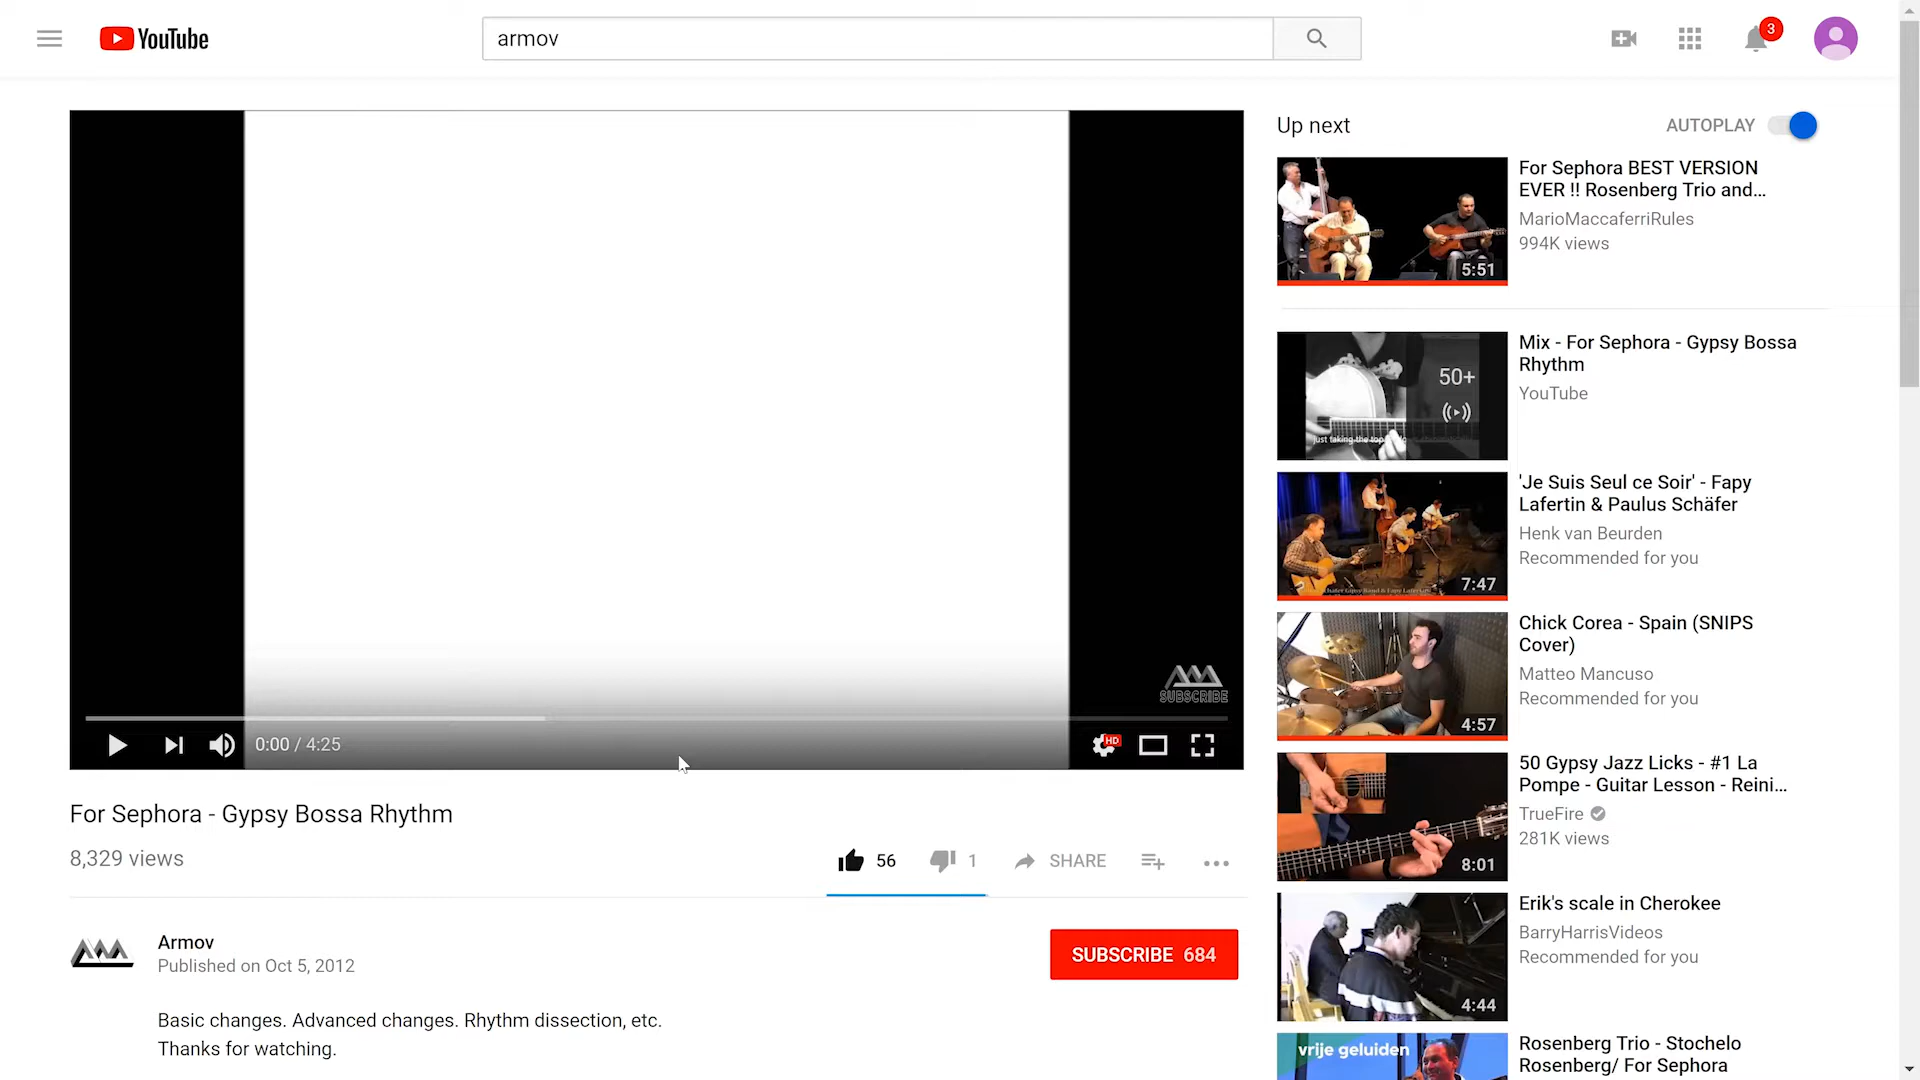 YouTube
armov
3
SUBSCRIBE
0:00 / 4:25
HD
For Sephora - Gypsy Bossa Rhythm
8,329 views
56
1
SHARE
Armov
Published on Oct 5, 2012
SUBSCRIBE 684
Basic changes. Advanced changes. Rhythm dissection, etc.
Thanks for watching.
Up next
AUTOPLAY
5:51
For Sephora BEST VERSION
EVER !! Rosenberg Trio and...
MarioMaccaferriRules
994K views
50+
just taking the top
Mix - For Sephora - Gypsy Bossa
Rhythm
YouTube
7:47
'Je Suis Seul ce Soir' - Fapy
Lafertin & Paulus Schäfer
Henk van Beurden
Recommended for you
4:57
Chick Corea - Spain (SNIPS
Cover)
Matteo Mancuso
Recommended for you
8:01
50 Gypsy Jazz Licks - #1 La
Pompe - Guitar Lesson - Reini...
TrueFire
281K views
4:44
Erik's scale in Cherokee
BarryHarrisVideos
Recommended for you
vrije geluiden
Rosenberg Trio - Stochelo
Rosenberg/ For Sephora